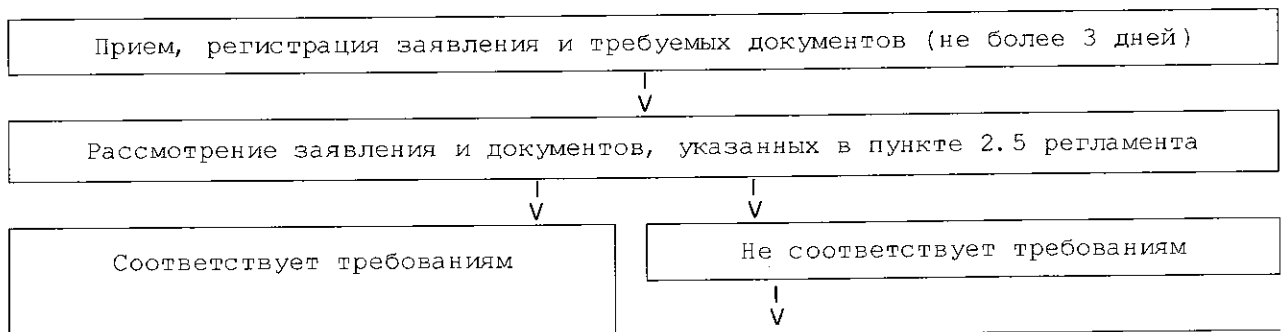 Прием, регистрация заявления и требуемых документов (не более 3 дней)
Рассмотрение заявления и документов, указанных в пункте 2.5 регламента
Соответствует требованиям
Не соответствует требованиям